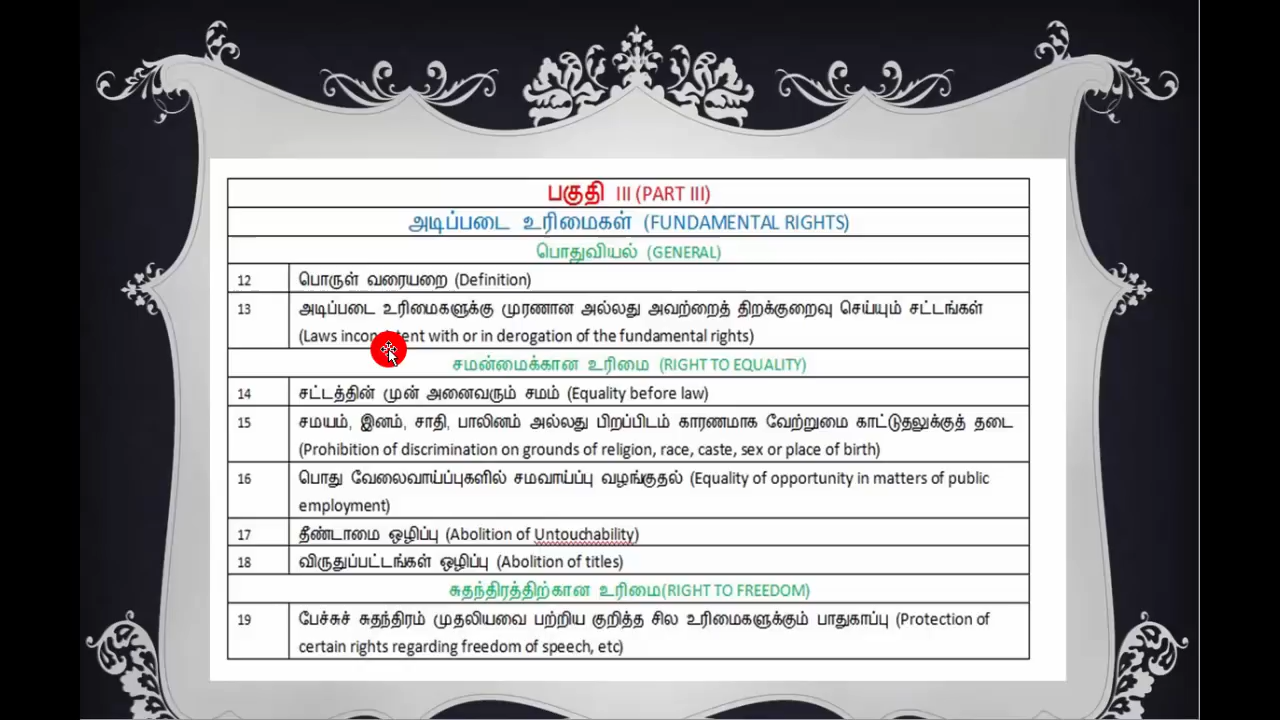 பகுதி III (PART III)
அடிப்படை உரிமைகள் (FUNDAMENTAL RIGHTS)
பொதுவியல் (GENERAL)
12 பொருள் வரையறை (Definition)
13 அடிப்படை உரிமைகளுக்கு முரணான அல்லது அவற்றைத் திறக்குறைவு செய்யும் சட்டங்கள்
(Laws with or in derogation of the fundamental rights)
சமன்மைக்கான உரிமை (RIGHT TO EQUALITY)
14 சட்டத்தின் முன் அனைவரும் சமம் (Equality before law)
15 சமயம், இனம், சாதி, பாலினம் அல்லது பிறப்பிடம் காரணமாக வேற்றுமை காட்டுதலுக்குத் தடை
(Prohibition of discrimination on grounds of religion, race, caste, sex or place of birth)
16 பொது வேலைவாய்ப்புகளில் சமவாய்ப்பு வழங்குதல் (Equality of opportunity in matters of public
employment)
17 தீண்டாமை ஒழிப்பு (Abolition of Untouchability)
18 விருதுப்பட்டங்கள் ஒழிப்பு (Abolition of titles)
சுதந்திரத்திற்கான உரிமை(RIGHT TO FREEDOM)
19 பேச்சுச் சுதந்திரம் முதலியவை பற்றிய குறித்த சில உரிமைகளுக்கும் பாதுகாப்பு (Protection of
certain rights regarding freedom of speech, etc)